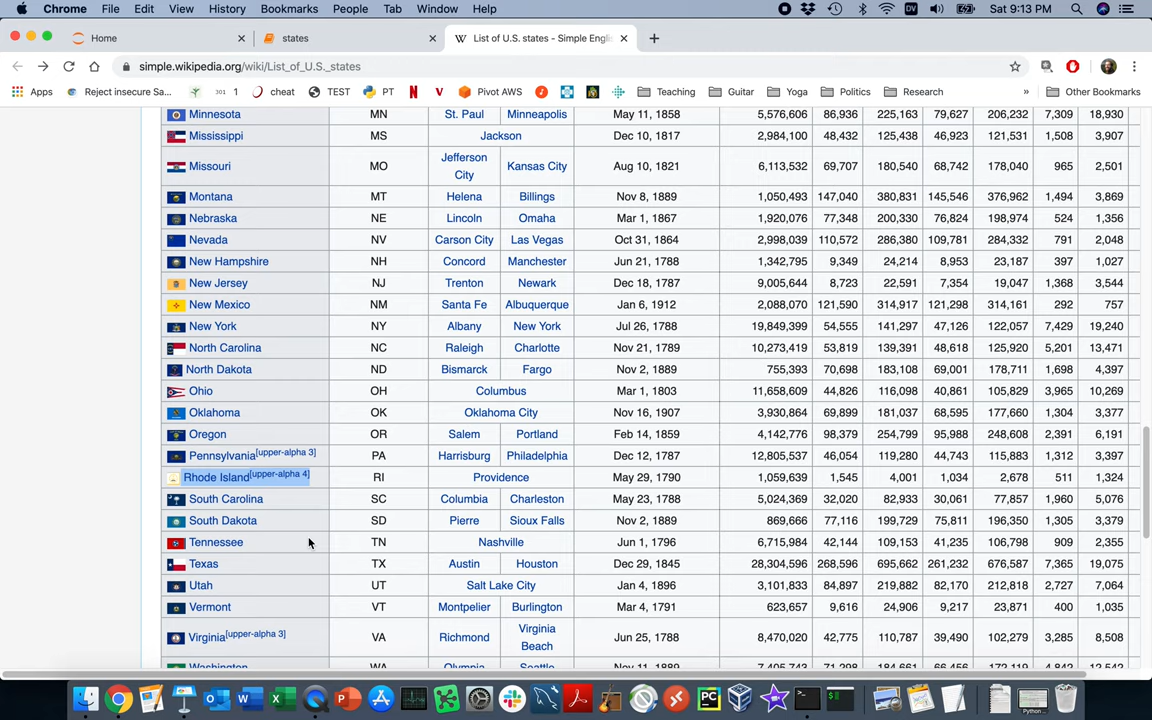 Chrome File Edit View History Bookmarks People Tab Window Help DV Sat 9:13 PM
Home states List of U.S. states - Simple Engli
simple.wikipedia.org/wiki/List_of_U.S._states
Apps Reject insecure Sa... 301 1 cheat TEST PT Pivot AWS Teaching Guitar Yoga Politics Research » Other Bookmarks
Minnesota MN St. Paul Minneapolis May 11, 1858 5,576,606 86,936 225,163 79,627 206,232 7,309 18,930
Mississippi MS Jackson Dec 10, 1817 2,984,100 48,432 125,438 46,923 121,531 1,508 3,907
Missouri MO Jefferson City Kansas City Aug 10, 1821 6,113,532 69,707 180,540 68,742 178,040 965 2,501
Montana MT Helena Billings Nov 8, 1889 1,050,493 147,040 380,831 145,546 376,962 1,494 3,869
Nebraska NE Lincoln Omaha Mar 1, 1867 1,920,076 77,348 200,330 76,824 198,974 524 1,356
Nevada NV Carson City Las Vegas Oct 31, 1864 2,998,039 110,572 286,380 109,781 284,332 791 2,048
New Hampshire NH Concord Manchester Jun 21, 1788 1,342,795 9,349 24,214 8,953 23,187 397 1,027
New Jersey NJ Trenton Newark Dec 18, 1787 9,005,644 8,723 22,591 7,354 19,047 1,368 3,544
New Mexico NM Santa Fe Albuquerque Jan 6, 1912 2,088,070 121,590 314,917 121,298 314,161 292 757
New York NY Albany New York Jul 26, 1788 19,849,399 54,555 141,297 47,126 122,057 7,429 19,240
North Carolina NC Raleigh Charlotte Nov 21, 1789 10,273,419 53,819 139,391 48,618 125,920 5,201 13,471
North Dakota ND Bismarck Fargo Nov 2, 1889 755,393 70,698 183,108 69,001 178,711 1,698 4,397
Ohio OH Columbus Mar 1, 1803 11,658,609 44,826 116,098 40,861 105,829 3,965 10,269
Oklahoma OK Oklahoma City Nov 16, 1907 3,930,864 69,899 181,037 68,595 177,660 1,304 3,377
Oregon OR Salem Portland Feb 14, 1859 4,142,776 98,379 254,799 95,988 248,608 2,391 6,191
Pennsylvania[upper-alpha 3] PA Harrisburg Philadelphia Dec 12, 1787 12,805,537 46,054 119,280 44,743 115,883 1,312 3,397
Rhode Island[upper-alpha 4] RI Providence May 29, 1790 1,059,639 1,545 4,001 1,034 2,678 511 1,324
South Carolina SC Columbia Charleston May 23, 1788 5,024,369 32,020 82,933 30,061 77,857 1,960 5,076
South Dakota SD Pierre Sioux Falls Nov 2, 1889 869,666 77,116 199,729 75,811 196,350 1,305 3,379
Tennessee TN Nashville Jun 1, 1796 6,715,984 42,144 109,153 41,235 106,798 909 2,355
Texas TX Austin Houston Dec 29, 1845 28,304,596 268,596 695,662 261,232 676,587 7,365 19,075
Utah UT Salt Lake City Jan 4, 1896 3,101,833 84,897 219,882 82,170 212,818 2,727 7,064
Vermont VT Montpelier Burlington Mar 4, 1791 623,657 9,616 24,906 9,217 23,871 400 1,035
Virginia[upper-alpha 3] VA Richmond Virginia Beach Jun 25, 1788 8,470,020 42,775 110,787 39,490 102,279 3,285 8,508
Washington WA Olympia Seattle Nov 11, 1889 7,405,743 71,298 184,661 66,456 172,119 4,842 12,542